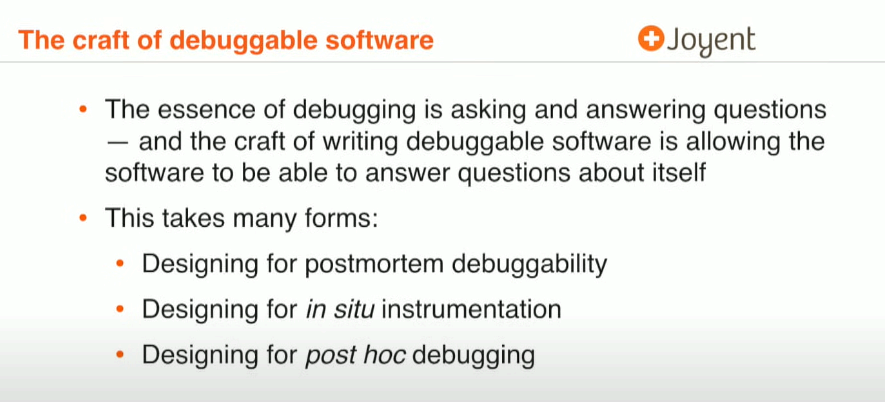 The craft of debuggable software
Joyent
• The essence of debugging is asking and answering questions
— and the craft of writing debuggable software is allowing the
software to be able to answer questions about itself
• This takes many forms:
• Designing for postmortem debuggability
• Designing for in situ instrumentation
• Designing for post hoc debugging